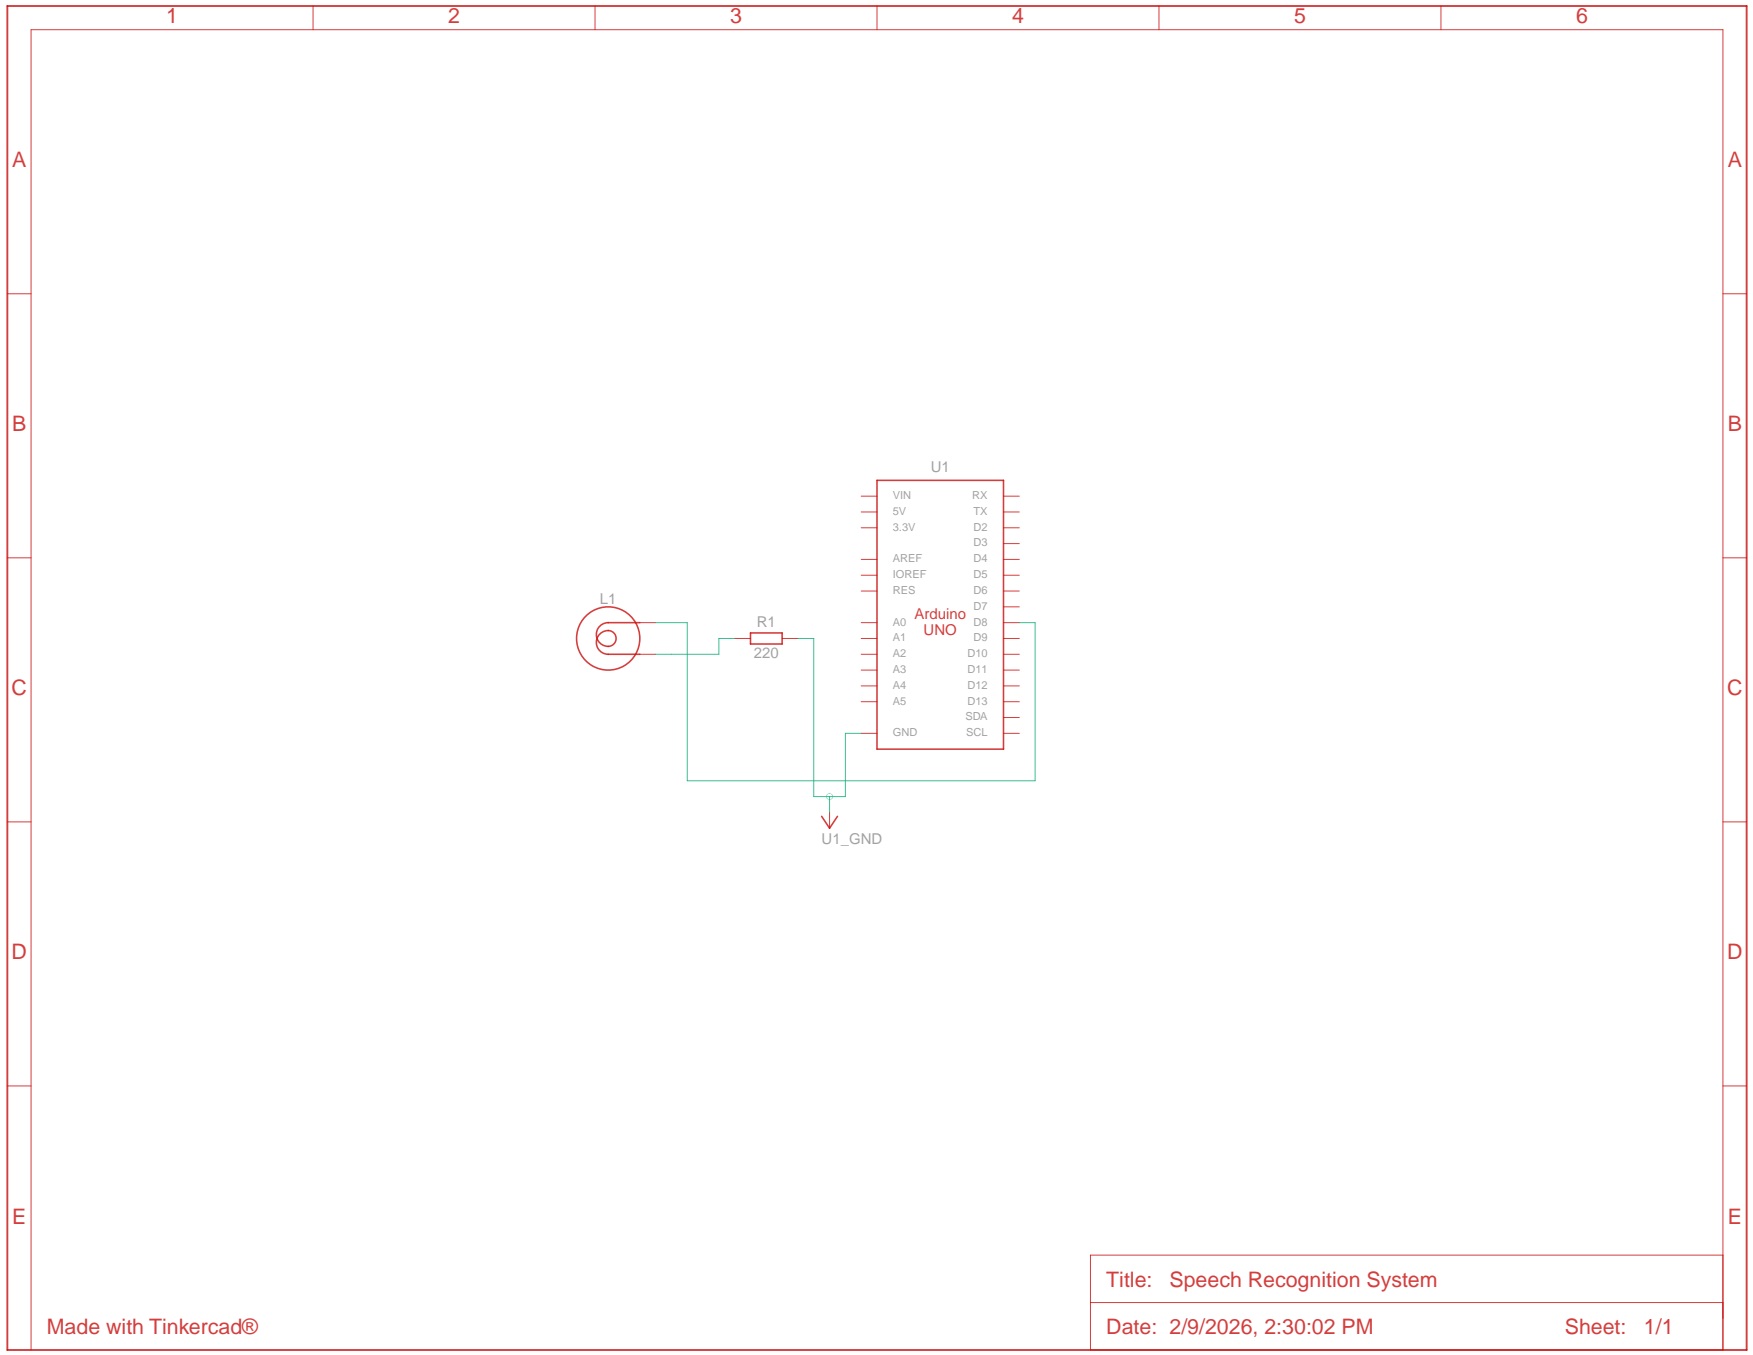 1 2 3 4 5 6
A A
B B
U1
VIN RX
5V TX
3.3V D2
D3
AREF D4
IOREF D5
RES D6
D7
L1
Arduino
UNO
R1
220
A0 D8
A1 D9
A2 D10
A3 D11
A4 D12
A5 D13
SDA
GND SCL
C C
U1_GND
D D
E E
Title: Speech Recognition System
Made with Tinkercad®
Date: 2/9/2026, 2:30:02 PM Sheet: 1/1